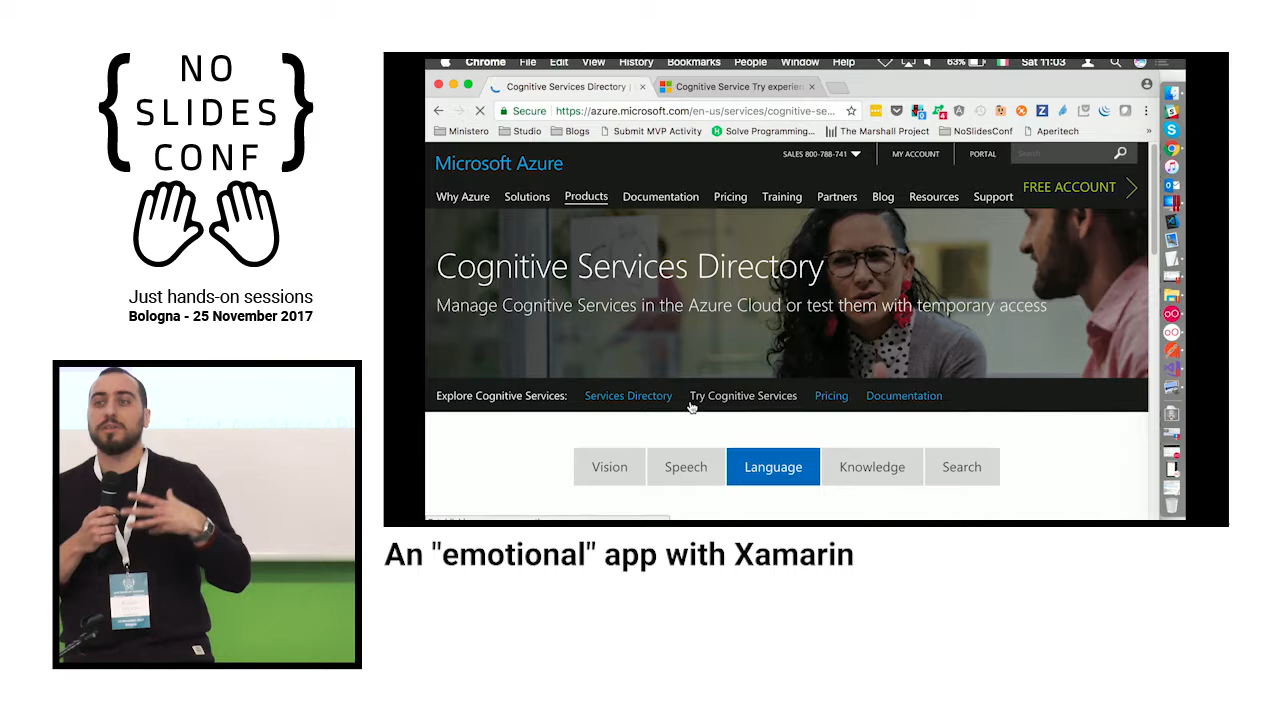 NO
SLIDES
CONF
Just hands-on sessions
Bologna - 25 November 2017
Chrome File Edit View History Bookmarks People Window Help 63% Sat 11:03
Cognitive Services Directory | Cognitive Service Try experien
Secure https://azure.microsoft.com/en-us/services/cognitive-se...
Ministero Studio Blogs Submit MVP Activity Solve Programming... The Marshall Project NoSlidesConf Aperitech »
Microsoft Azure
SALES 800-788-741 MY ACCOUNT PORTAL Search
FREE ACCOUNT
Why Azure Solutions Products Documentation Pricing Training Partners Blog Resources Support
Cognitive Services Directory
Manage Cognitive Services in the Azure Cloud or test them with temporary access
Explore Cognitive Services: Services Directory Try Cognitive Services Pricing Documentation
Vision Speech Language Knowledge Search
An "emotional" app with Xamarin